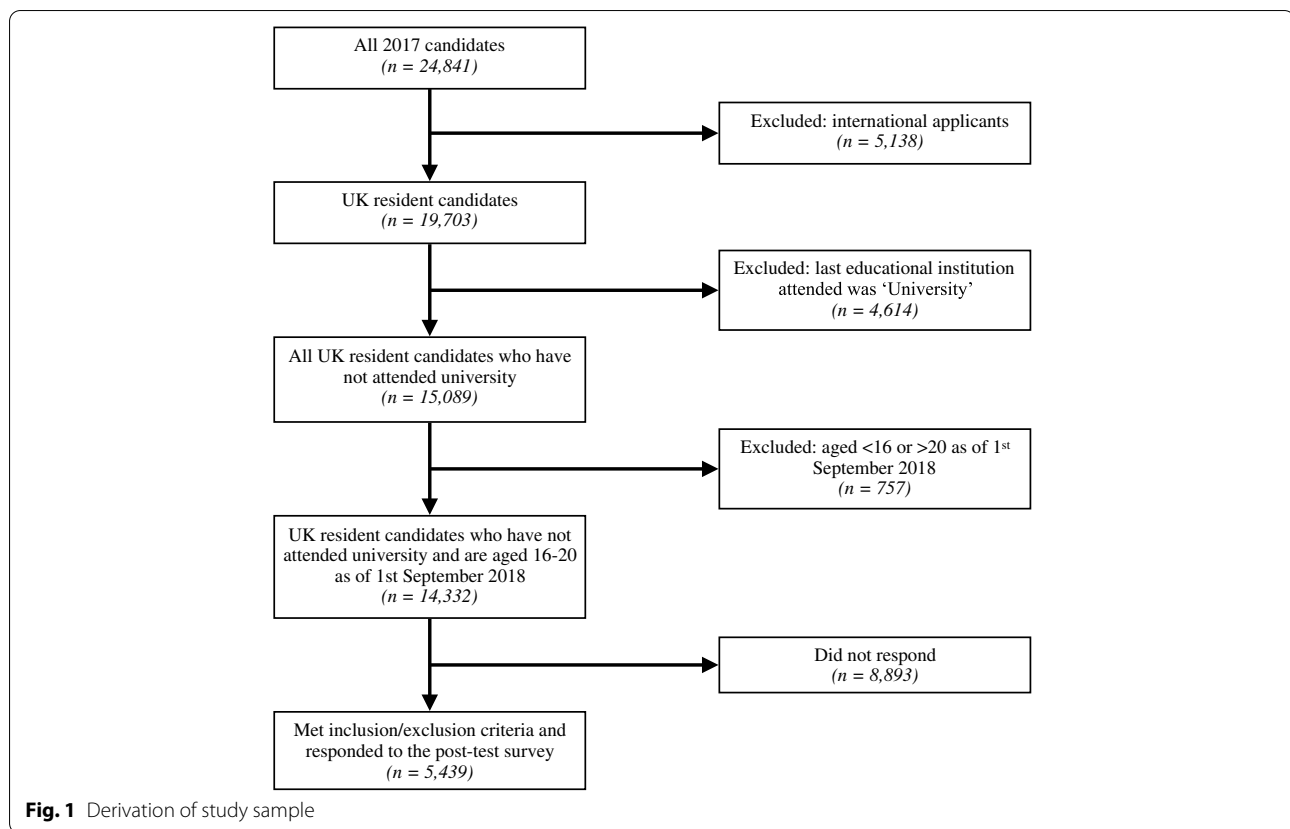 All 2017 candidates
(n = 24,841)
Excluded: international applicants
(n = 5,138)
UK resident candidates
(n = 19,703)
Excluded: last educational institution
attended was ‘University’
(n = 4,614)
All UK resident candidates who have
not attended university
(n = 15,089)
Excluded: aged <16 or >20 as of 1st
September 2018
(n = 757)
UK resident candidates who have not
attended university and are aged 16-20
as of 1st September 2018
(n = 14,332)
Did not respond
(n = 8,893)
Met inclusion/exclusion criteria and
responded to the post-test survey
(n = 5,439)
Fig. 1 Derivation of study sample